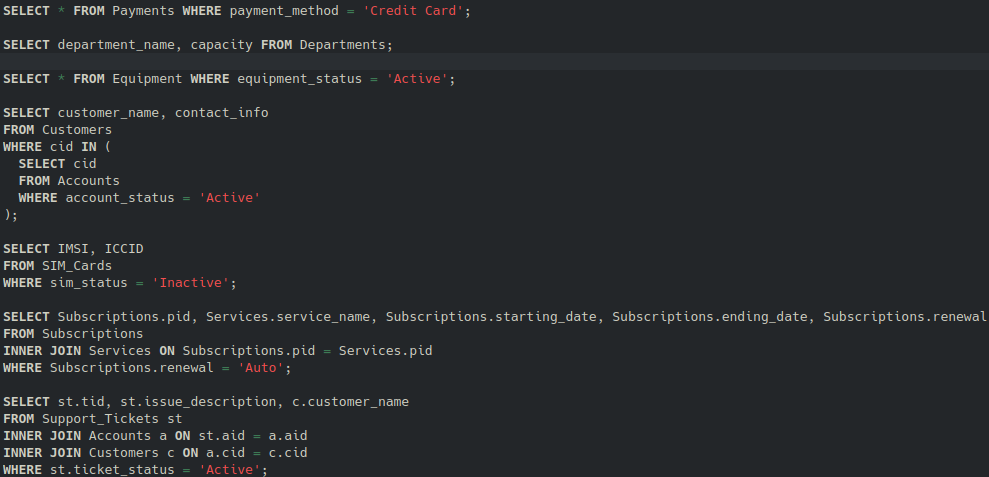 SELECT * FROM Payments WHERE payment_method = 'Credit Card';
SELECT department_name, capacity FROM Departments;
SELECT * FROM Equipment WHERE equipment_status = 'Active';
SELECT customer_name, contact_info
FROM Customers
WHERE cid IN (
  SELECT cid
  FROM Accounts
  WHERE account_status = 'Active'
);
SELECT IMSI, ICCID
FROM SIM_Cards
WHERE sim_status = 'Inactive';
SELECT Subscriptions.pid, Services.service_name, Subscriptions.starting_date, Subscriptions.ending_date, Subscriptions.renewal
FROM Subscriptions
INNER JOIN Services ON Subscriptions.pid = Services.pid
WHERE Subscriptions.renewal = 'Auto';
SELECT st.tid, st.issue_description, c.customer_name
FROM Support_Tickets st
INNER JOIN Accounts a ON st.aid = a.aid
INNER JOIN Customers c ON a.cid = c.cid
WHERE st.ticket_status = 'Active';